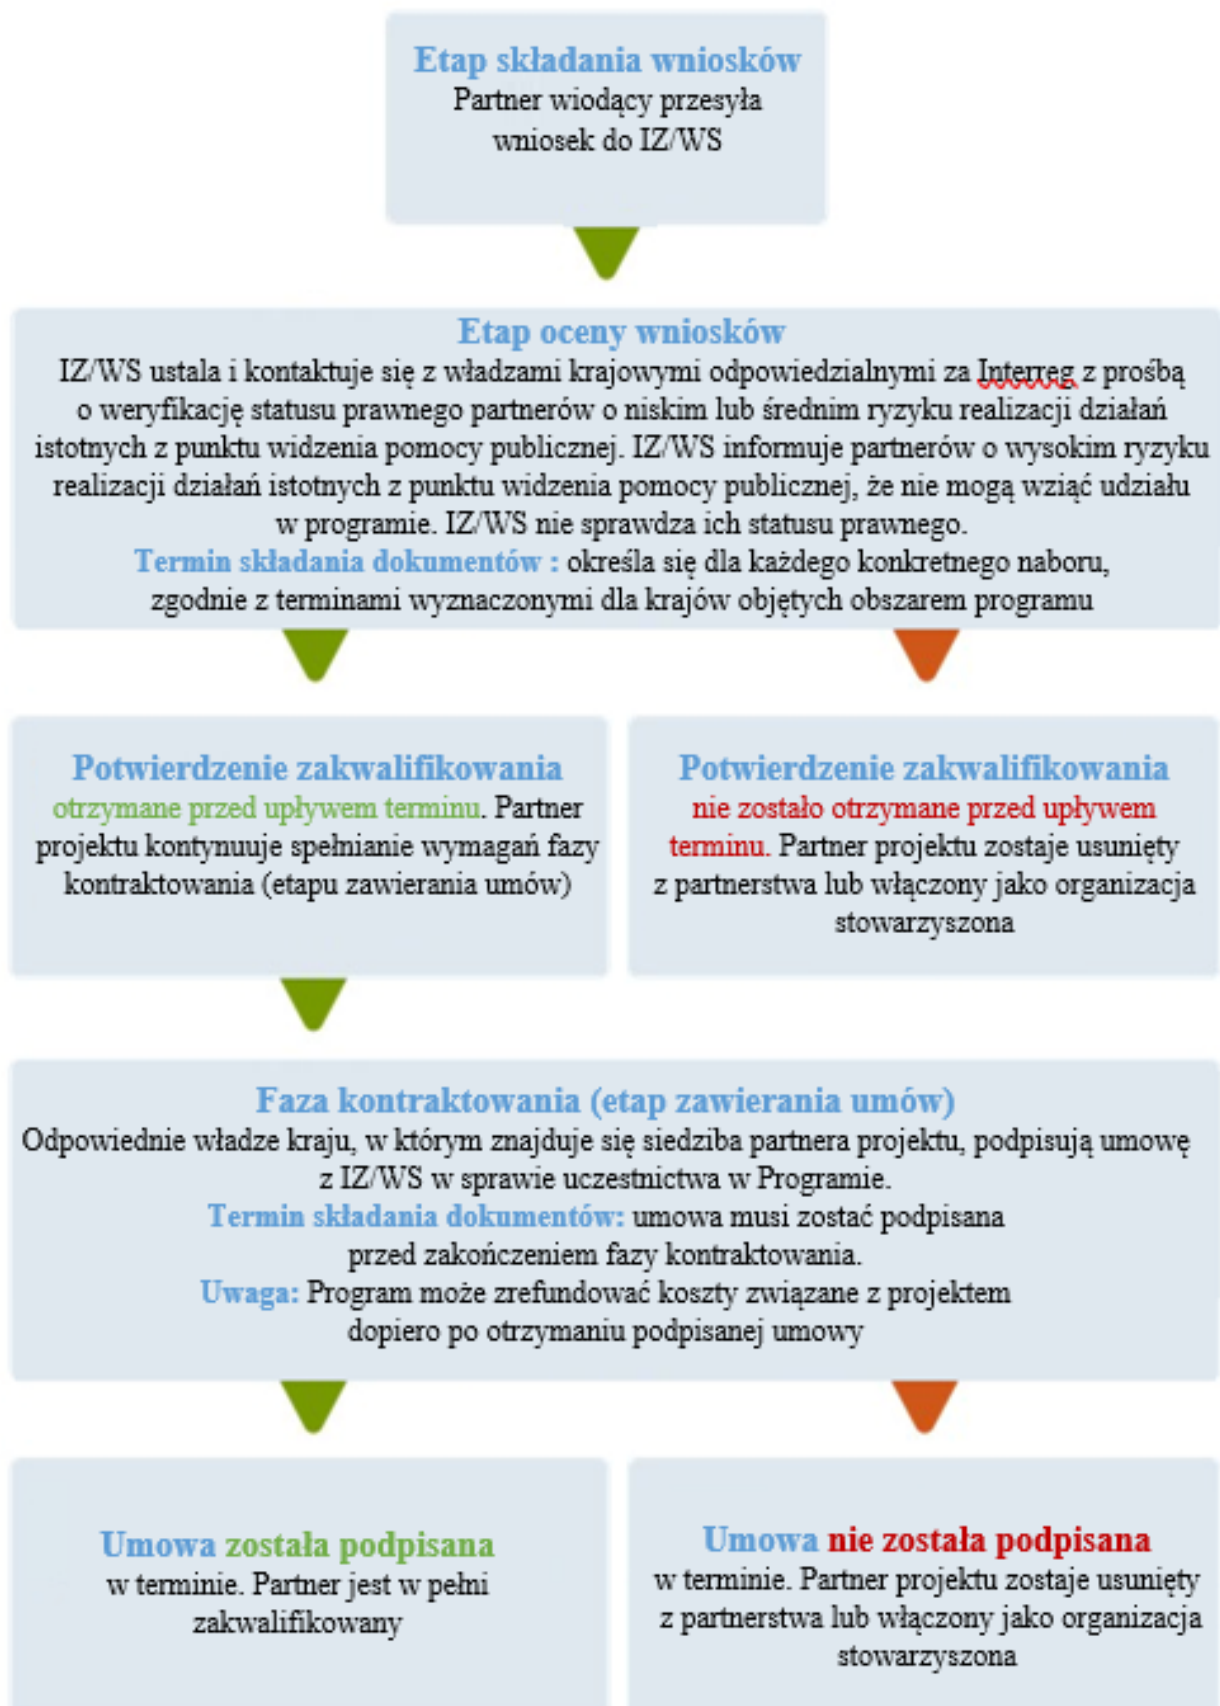 Etap składania wniosków
Partner wiodący przesyła
wniosek do IZ/WS
Etap oceny wniosków
IZ/WS ustala i kontaktuje się z władzami krajowymi odpowiedzialnymi za Interreg z prośbą
o weryfikację statusu prawnego partnerów o niskim lub średnim ryzyku realizacji działań
istotnych z punktu widzenia pomocy publicznej. IZ/WS informuje partnerów o wysokim ryzyku
realizacji działań istotnych z punktu widzenia pomocy publicznej, że nie mogą wziąć udziału
w programie. IZ/WS nie sprawdza ich statusu prawnego.
Termin składania dokumentów : określa się dla każdego konkretnego naboru,
zgodnie z terminami wyznaczonymi dla krajów objętych obszarem programu
Potwierdzenie zakwalifikowania
otrzymane przed upływem terminu. Partner
projektu kontynuuje spełnianie wymagań fazy
kontraktowania (etapu zawierania umów)
Potwierdzenie zakwalifikowania
nie zostało otrzymane przed upływem
terminu. Partner projektu zostaje usunięty
z partnerstwa lub włączony jako organizacja
stowarzyszona
Faza kontraktowania (etap zawierania umów)
Odpowiednie władze kraju, w którym znajduje się siedziba partnera projektu, podpisują umowę
z IZ/WS w sprawie uczestnictwa w Programie.
Termin składania dokumentów: umowa musi zostać podpisana
przed zakończeniem fazy kontraktowania.
Uwaga: Program może zrefundować koszty związane z projektem
dopiero po otrzymaniu podpisanej umowy
Umowa została podpisana
w terminie. Partner jest w pełni
zakwalifikowany
Umowa nie została podpisana
w terminie. Partner projektu zostaje usunięty
z partnerstwa lub włączony jako organizacja
stowarzyszona